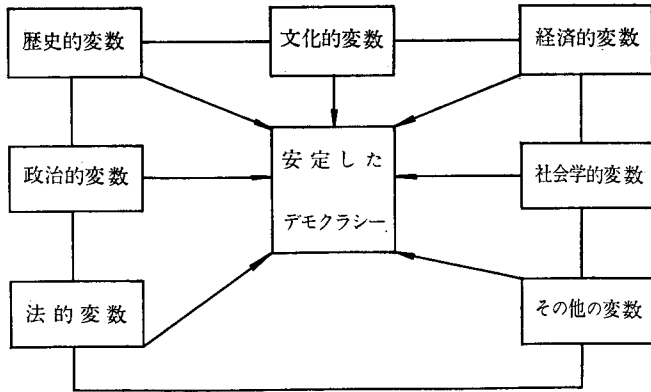 歴史的変数
文化的変数
経済的変数
政治的変数
安定した
デモクラシー
社会学的変数
法的変数
その他の変数